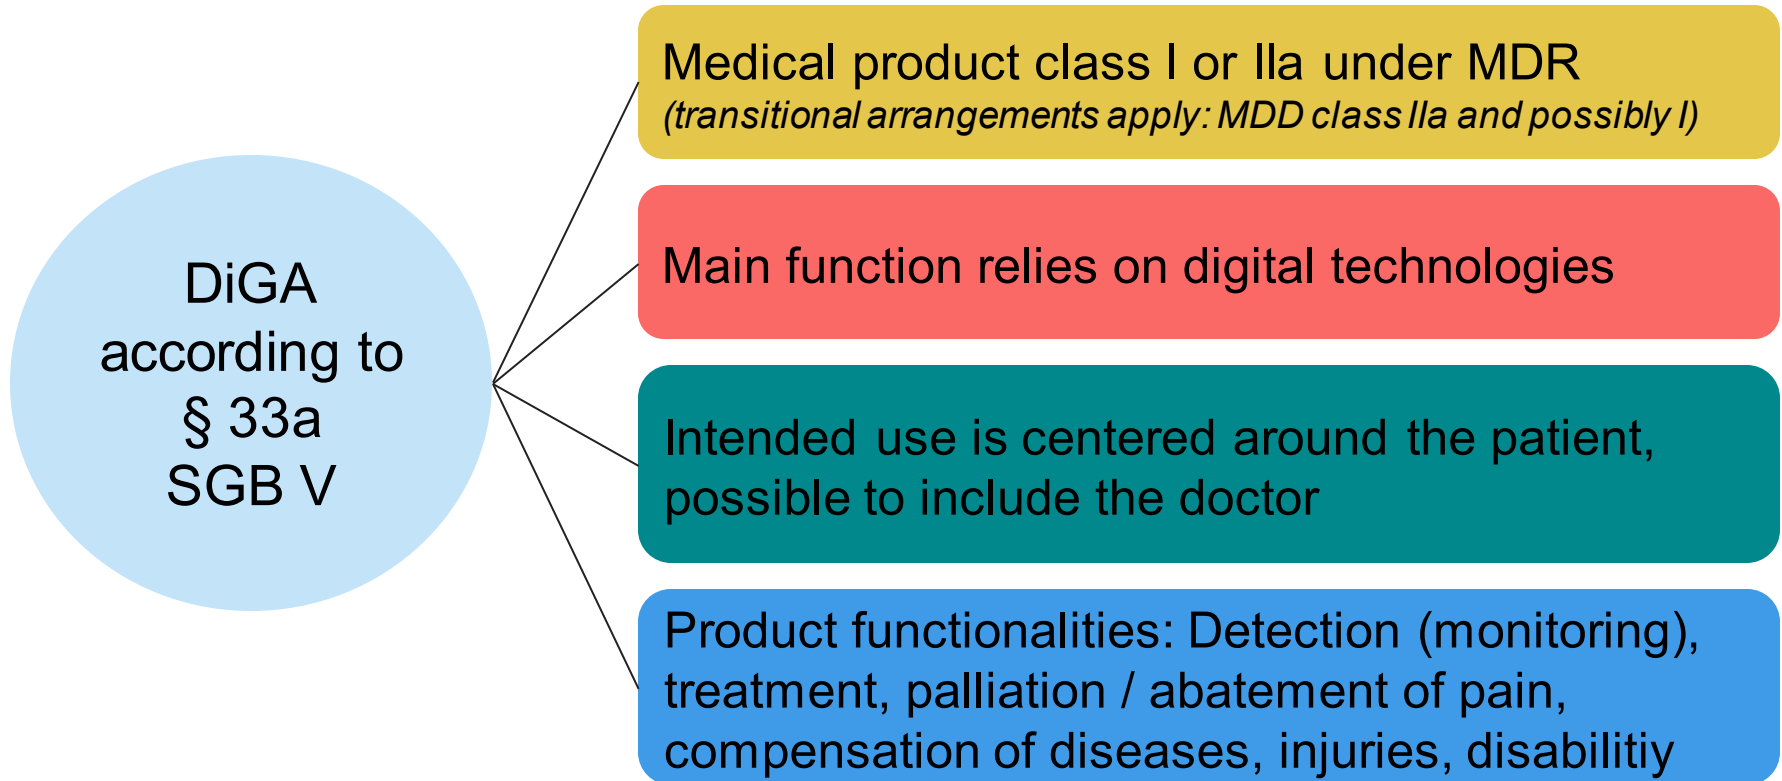 DiGA
according to
§ 33a
SGB V
Medical product class I or IIa under MDR
(transitional arrangements apply: MDD class IIa and possibly I)
Main function relies on digital technologies
Intended use is centered around the patient,
possible to include the doctor
Product functionalities: Detection (monitoring),
treatment, palliation / abatement of pain,
compensation of diseases, injuries, disabilitiy